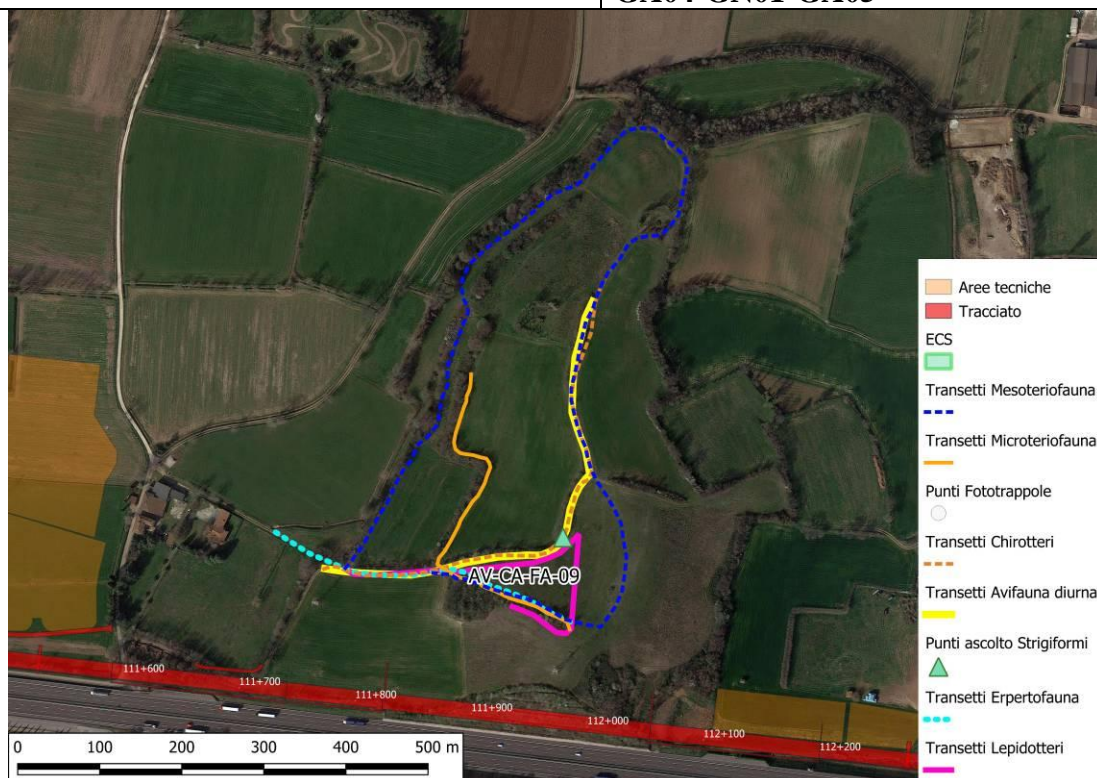 Aree tecniche
Tracciato
ECS
Transetti Mesoteriofauna
Transetti Microteriofauna
Punti Fototrappole
Transetti Chirotteri
Transetti Avifauna diurna
Punti ascolto Strigiformi
Transetti Erpertofauna
Transetti Lepidotteri
AV-CA-FA-09
111+600
111+700
111+800
111+900
112+000
112+100
112+200
0 100 200 300 400 500 m